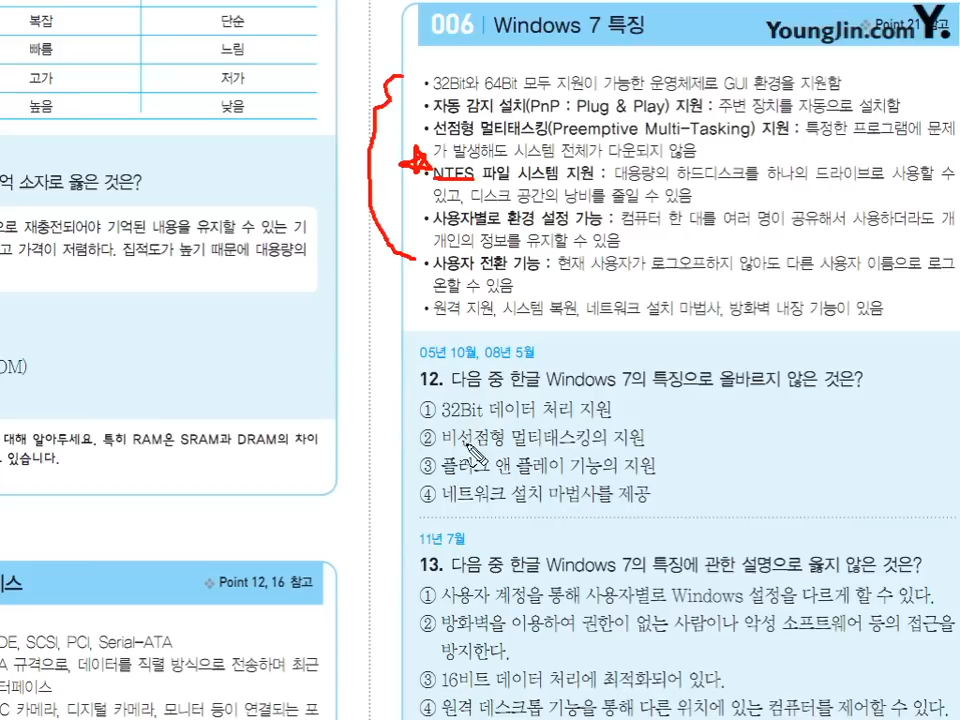 복잡 단순
빠름 느림
고가 저가
높음 낮음
억 소자로 옳은 것은?
으로 재충전되어야 기억된 내용을 유지할 수 있는 기
고 가격이 저렴하다. 집적도가 높기 때문에 대용량의
OM)
대해 알아두세요. 특히 RAM은 SRAM과 DRAM의 차이
있습니다.
이스 Point 12, 16 참고
DE, SCSI, PCI, Serial-ATA
A 규격으로, 데이터를 직렬 방식으로 전송하며 최근
터페이스
C 카메라, 디지털 카메라, 모니터 등이 연결되는 포
006 Windows 7 특징
Point 21 참고
YoungJin.com Y.
• 32Bit와 64Bit 모두 지원이 가능한 운영체제로 GUI 환경을 지원함
• 자동 감지 설치(PnP : Plug & Play) 지원 : 주변 장치를 자동으로 설치함
• 선점형 멀티태스킹(Preemptive Multi-Tasking) 지원 : 특정한 프로그램에 문제
가 발생해도 시스템 전체가 다운되지 않음
• NTFS 파일 시스템 지원 : 대용량의 하드디스크를 하나의 드라이브로 사용할 수
있고, 디스크 공간의 낭비를 줄일 수 있음
• 사용자별로 환경 설정 가능 : 컴퓨터 한 대를 여러 명이 공유해서 사용하더라도 개
개인의 정보를 유지할 수 있음
• 사용자 전환 기능 : 현재 사용자가 로그오프하지 않아도 다른 사용자 이름으로 로그
온할 수 있음
• 원격 지원, 시스템 복원, 네트워크 설치 마법사, 방화벽 내장 기능이 있음
05년 10월, 08년 5월
12. 다음 중 한글 Windows 7의 특징으로 올바르지 않은 것은?
① 32Bit 데이터 처리 지원
② 비선점형 멀티태스킹의 지원
③ 플러그 앤 플레이 기능의 지원
④ 네트워크 설치 마법사를 제공
11년 7월
13. 다음 중 한글 Windows 7의 특징에 관한 설명으로 옳지 않은 것은?
① 사용자 계정을 통해 사용자별로 Windows 설정을 다르게 할 수 있다.
② 방화벽을 이용하여 권한이 없는 사람이나 악성 소프트웨어 등의 접근을
방지한다.
③ 16비트 데이터 처리에 최적화되어 있다.
④ 원격 데스크톱 기능을 통해 다른 위치에 있는 컴퓨터를 제어할 수 있다.